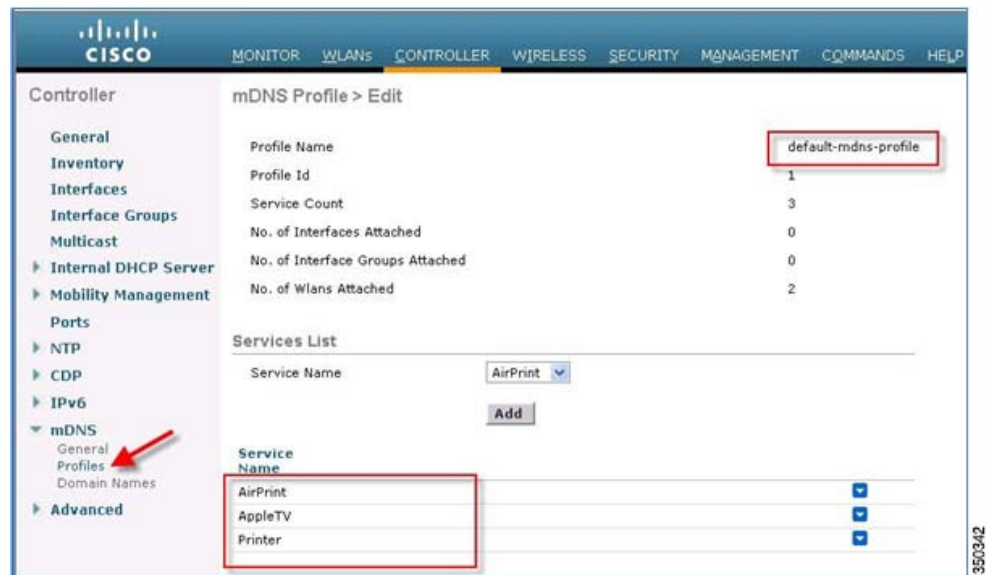 CISCO
MONITOR WLANs CONTROLLER WIRELESS SECURITY MANAGEMENT COMMANDS HELP
Controller
General
Inventory
Interfaces
Interface Groups
Multicast
Internal DHCP Server
Mobility Management
Ports
NTP
CDP
IPv6
mDNS
General
Profiles
Domain Names
Advanced
mDNS Profile > Edit
Profile Name default-mdns-profile
Profile Id 1
Service Count 3
No. of Interfaces Attached 0
No. of Interface Groups Attached 0
No. of Wlans Attached 2
Services List
Service Name AirPrint
Add
Service
Name
AirPrint
AppleTV
Printer
350342